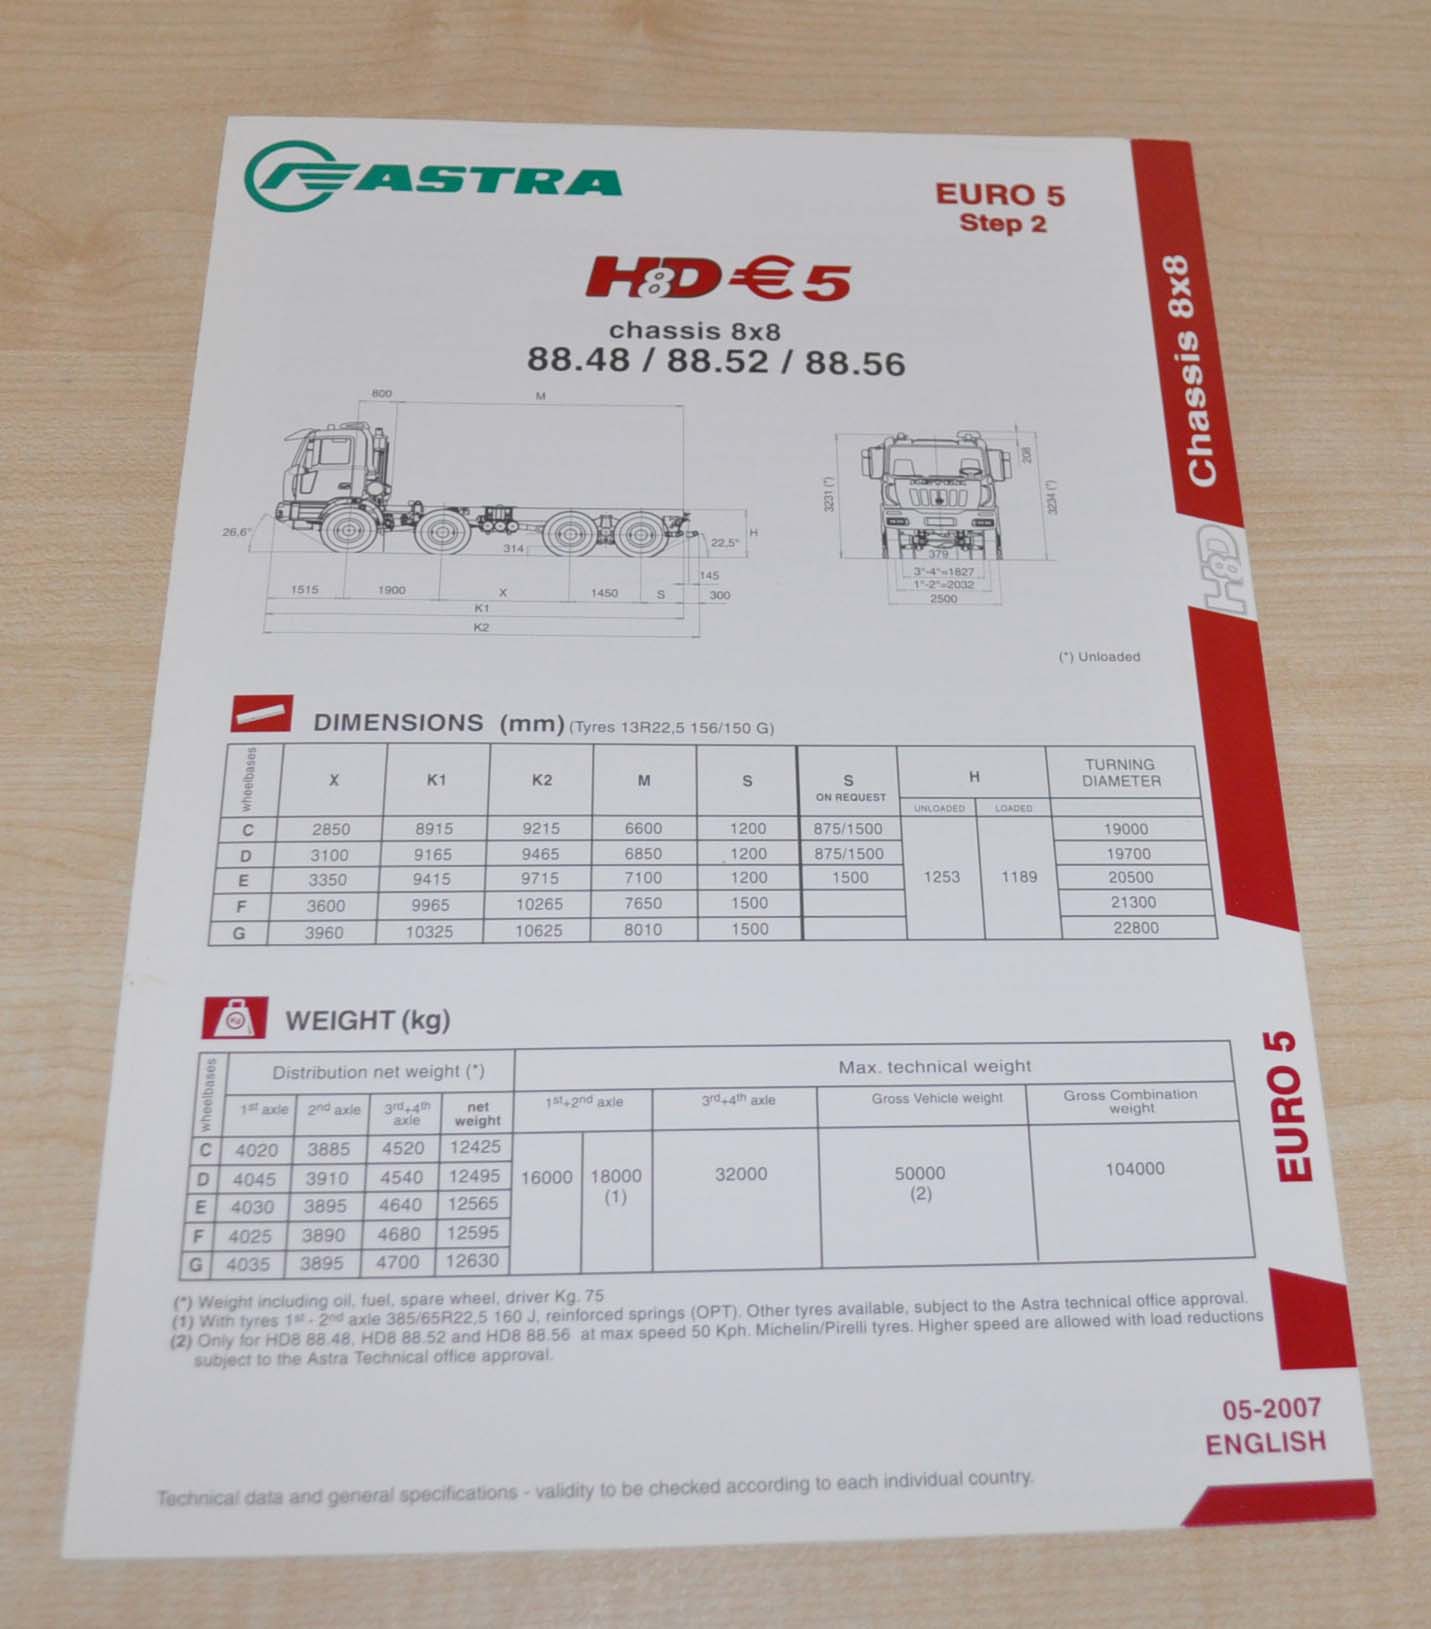 ASTRA
EURO 5
Step 2
HD8 € 5
chassis 8x8
88.48 / 88.52 / 88.56
Chassis 8x8
HD8
800 M
26,6° 314 22,5° H
145
1515 1900 X 1450 S 300
K1
K2
3231 (*) 208 3234 (*)
379
3°-4°=1827
1°-2°=2032
2500
(*) Unloaded
DIMENSIONS (mm) (Tyres 13R22,5 156/150 G)
wheelbases X K1 K2 M S S ON REQUEST H TURNING DIAMETER
UNLOADED LOADED
C 2850 8915 9215 6600 1200 875/1500 19000
D 3100 9165 9465 6850 1200 875/1500 19700
E 3350 9415 9715 7100 1200 1500 1253 1189 20500
F 3600 9965 10265 7650 1500 21300
G 3960 10325 10625 8010 1500 22800
Kg
WEIGHT (kg)
wheelbases Distribution net weight (*) Max. technical weight
1st axle 2nd axle 3rd+4th axle net weight 1st+2nd axle 3rd+4th axle Gross Vehicle weight Gross Combination weight
C 4020 3885 4520 12425
D 4045 3910 4540 12495 16000 18000 (1) 32000 50000 (2) 104000
E 4030 3895 4640 12565
F 4025 3890 4680 12595
G 4035 3895 4700 12630
(*) Weight including oil, fuel, spare wheel, driver Kg. 75
(1) With tyres 1st - 2nd axle 385/65R22,5 160 J, reinforced springs (OPT). Other tyres available, subject to the Astra technical office approval.
(2) Only for HD8 88.48, HD8 88.52 and HD8 88.56 at max speed 50 Kph. Michelin/Pirelli tyres. Higher speed are allowed with load reductions
subject to the Astra Technical office approval.
EURO 5
05-2007
ENGLISH
Technical data and general specifications - validity to be checked according to each individual country.